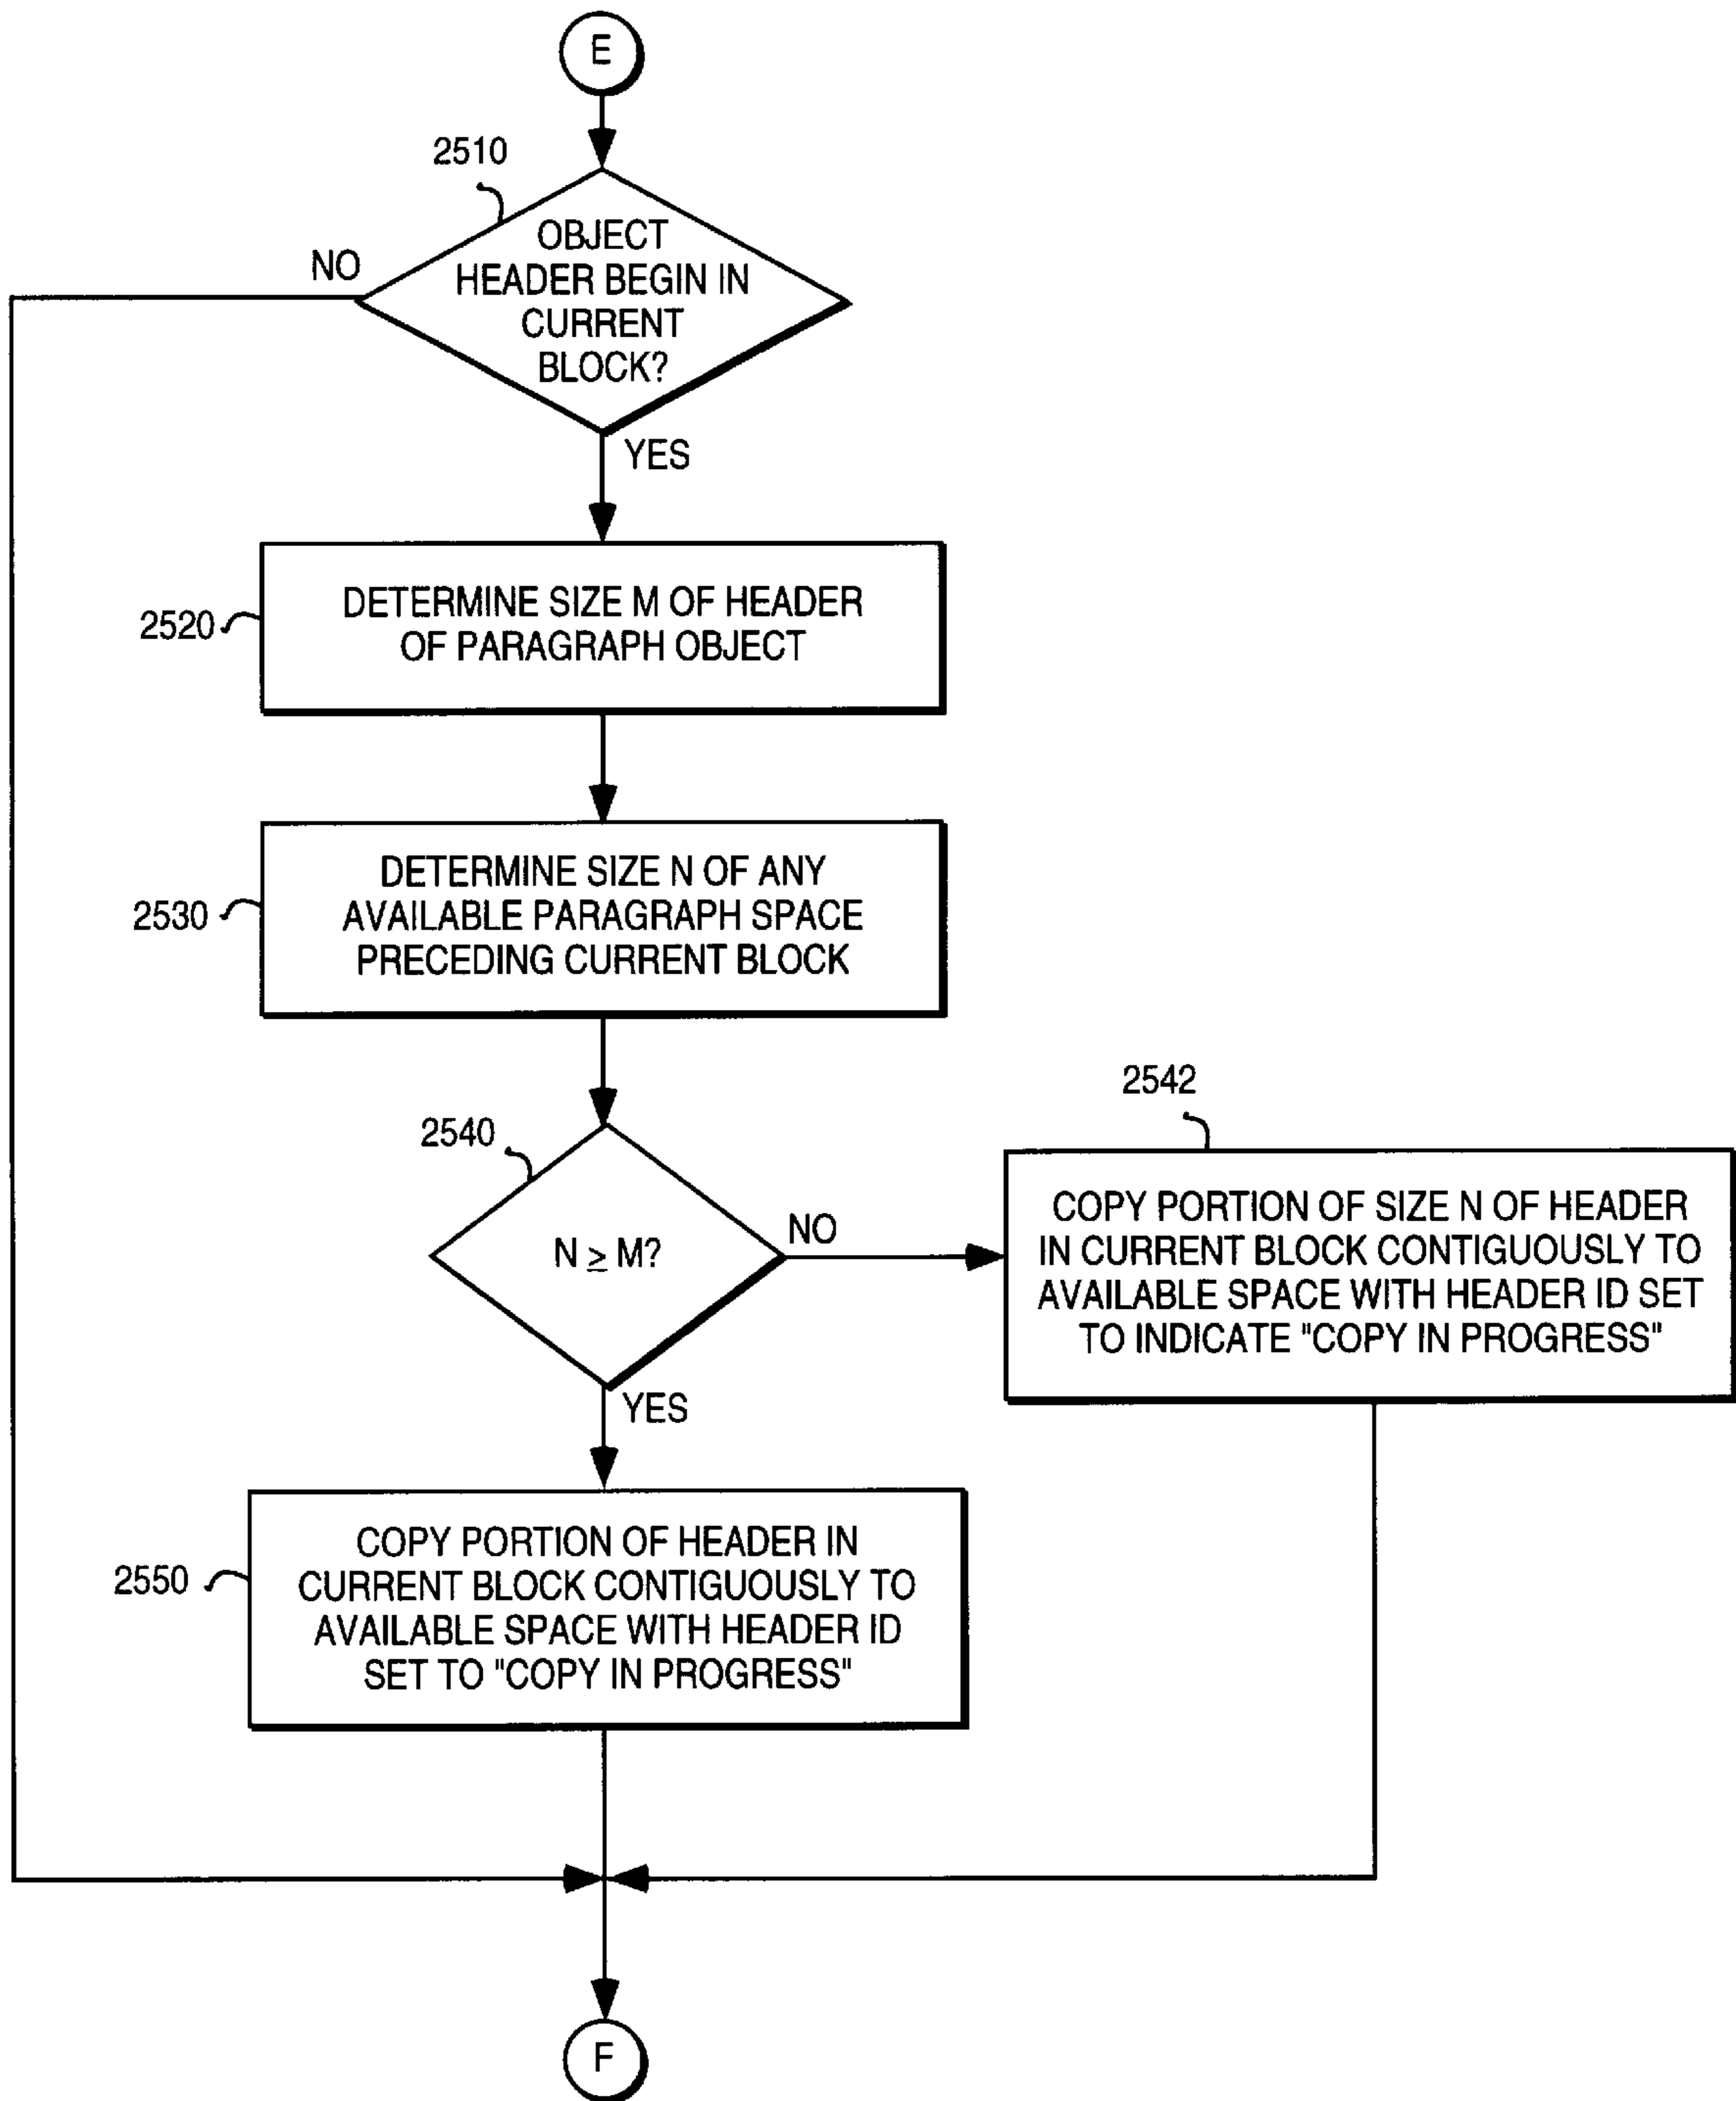 E
2510
OBJECT
HEADER BEGIN IN
CURRENT
BLOCK?
NO
YES
2520
DETERMINE SIZE M OF HEADER
OF PARAGRAPH OBJECT
2530
DETERMINE SIZE N OF ANY
AVAILABLE PARAGRAPH SPACE
PRECEDING CURRENT BLOCK
2540
N ≥ M?
NO
YES
2542
COPY PORTION OF SIZE N OF HEADER
IN CURRENT BLOCK CONTIGUOUSLY TO
AVAILABLE SPACE WITH HEADER ID SET
TO INDICATE "COPY IN PROGRESS"
2550
COPY PORTION OF HEADER IN
CURRENT BLOCK CONTIGUOUSLY TO
AVAILABLE SPACE WITH HEADER ID
SET TO "COPY IN PROGRESS"
F